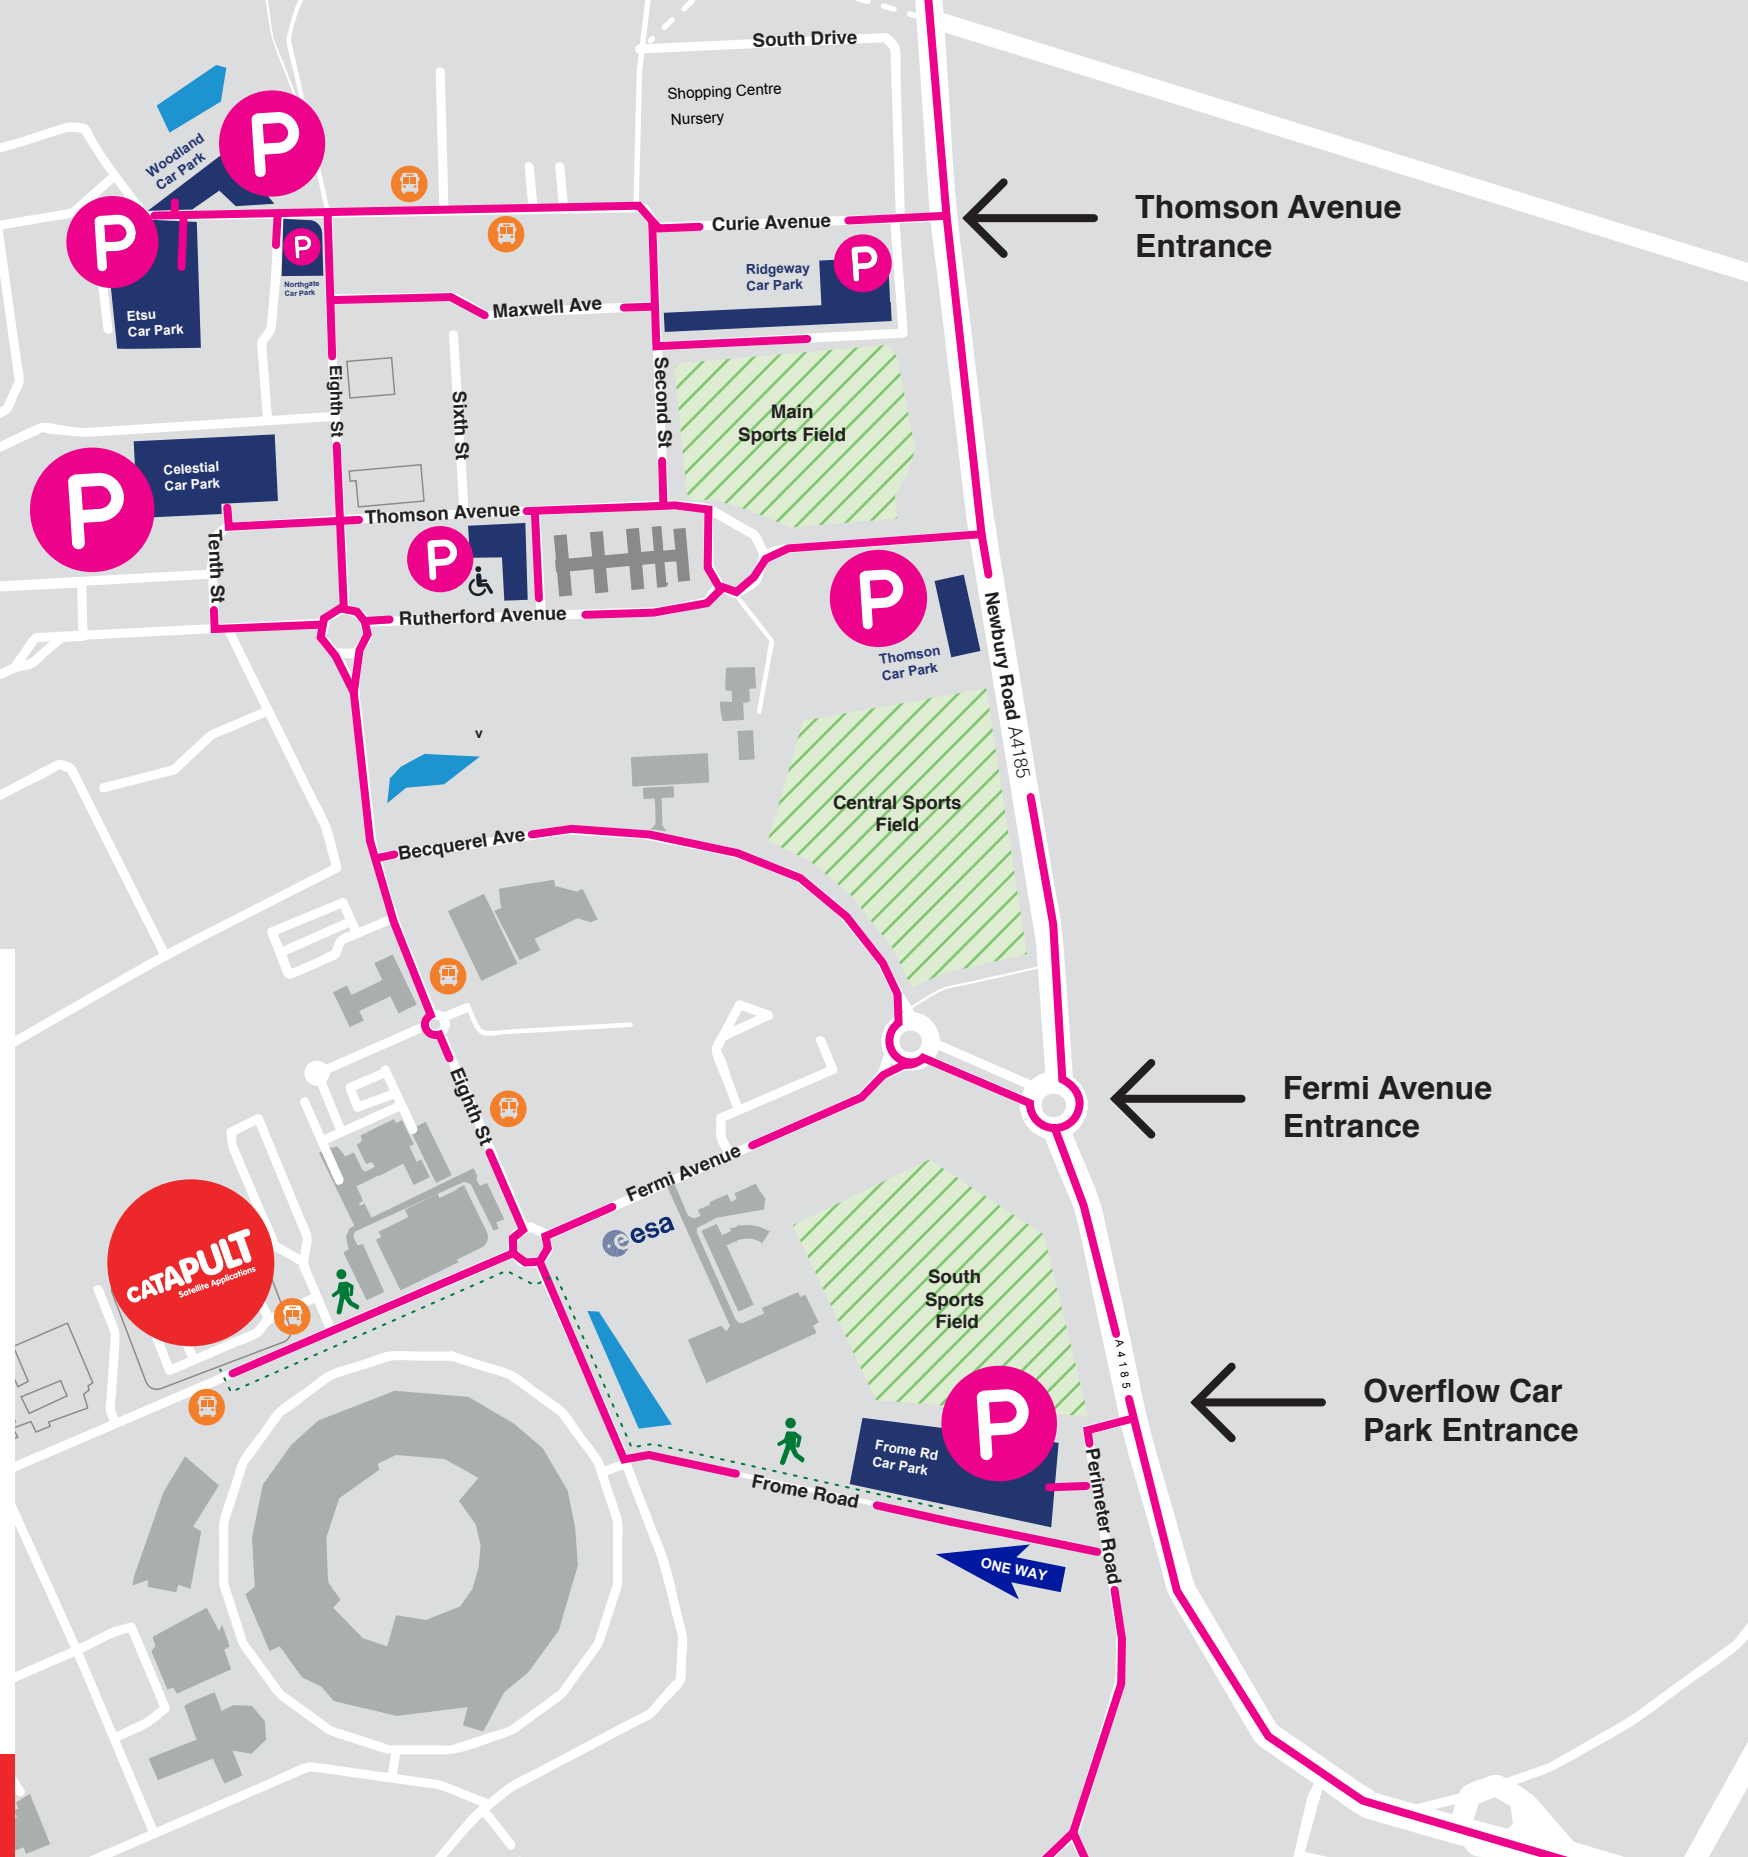 South Drive
Shopping Centre
Nursery
Woodland
Car Park
P
P
P
Northgate
Car Park
Etsu
Car Park
Curie Avenue
Ridgeway
Car Park
P
Maxwell Ave
Thomson Avenue
Entrance
Eighth St
Sixth St
Second St
Main
Sports Field
Celestial
Car Park
P
Thomson Avenue
P
Tenth St
Rutherford Avenue
P
Thomson
Car Park
Newbury Road A4185
v
Central Sports
Field
Becquerel Ave
Eighth St
Fermi Avenue
Entrance
Fermi Avenue
esa
CATAPULT
Satellite Applications
South
Sports
Field
A4185
Overflow Car
Park Entrance
P
Frome Rd
Car Park
Perimeter Road
Frome Road
ONE WAY